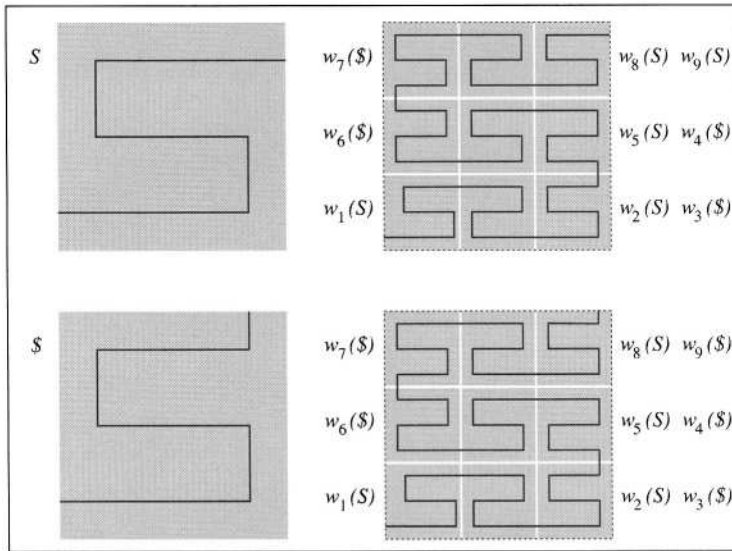 S w₇($) w₈(S) w₉(S)
w₆($) w₅(S) w₄($)
w₁(S) w₂(S) w₃($)
$ w₇($) w₈(S) w₉($)
w₆($) w₅(S) w₄($)
w₁(S) w₂(S) w₃($)